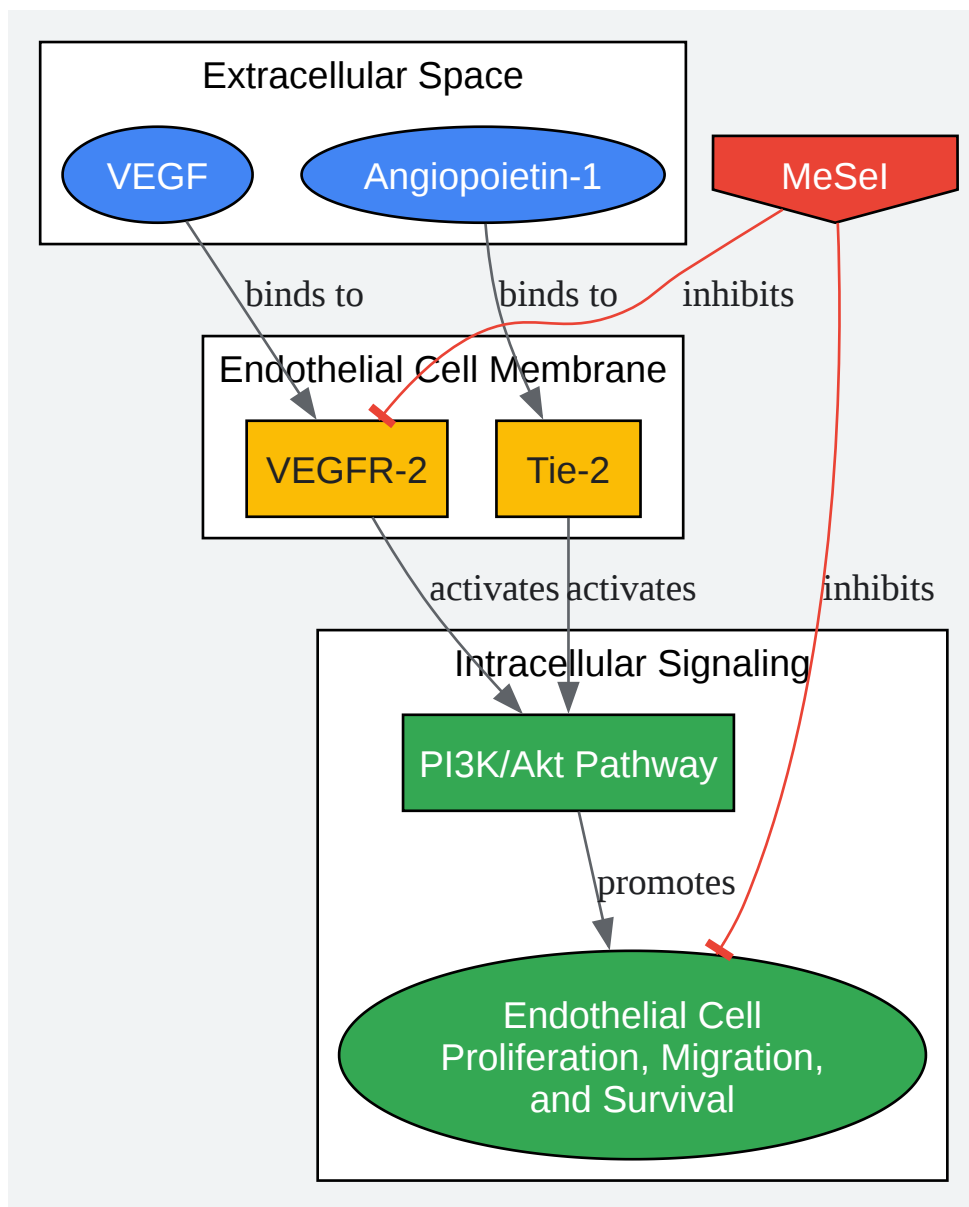 Extracellular Space
VEGF
Angiopoietin-1
MeSeI
binds to
binds to
inhibits
Endothelial Cell Membrane
VEGFR-2
Tie-2
activates
activates
inhibits
Intracellular Signaling
PI3K/Akt Pathway
promotes
Endothelial Cell
Proliferation, Migration,
and Survival